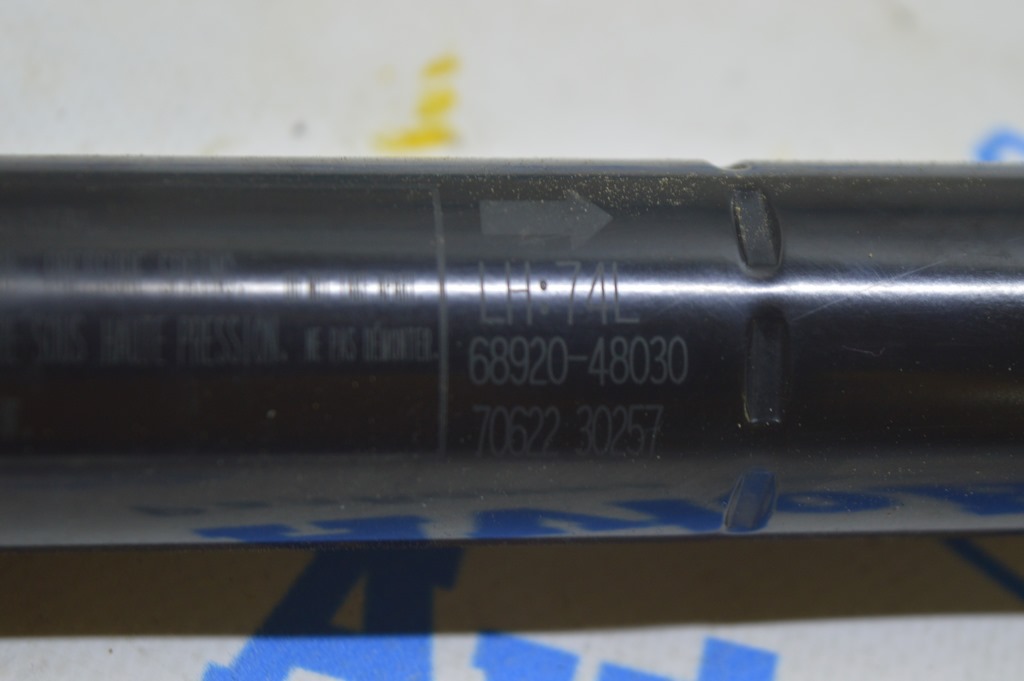 SOUS HAUTE PRESSION. NE PAS DÉMONTER.
LH·74L
68920-48030
70622 30257